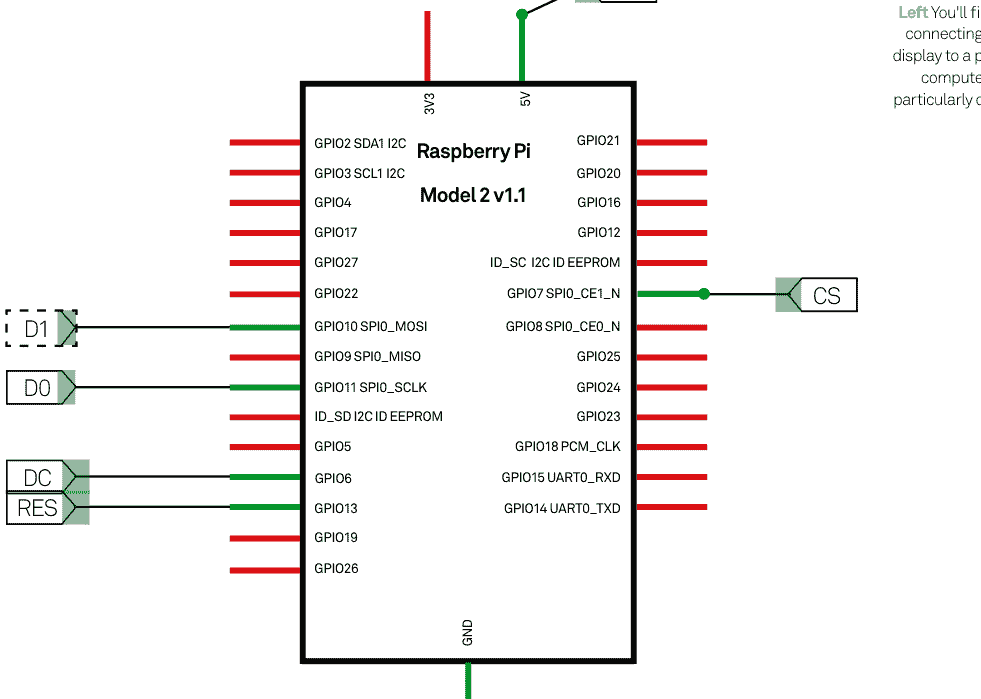 Left You'll
connecting
display to a
particularly
3V3
5V
Raspberry Pi
Model 2 v1.1
GPIO2 SDA1 I2C
GPIO3 SCL1 I2C
GPIO4
GPIO17
GPIO27
GPIO22
GPIO10 SPI0_MOSI
GPIO9 SPI0_MISO
GPIO11 SPI0_SCLK
ID_SD I2C ID EEPROM
GPIO5
GPIO6
GPIO13
GPIO19
GPIO26
GPIO21
GPIO20
GPIO16
GPIO12
ID_SC I2C ID EEPROM
GPIO7 SPI0_CE1_N
GPIO8 SPI0_CE0_N
GPIO25
GPIO24
GPIO23
GPIO18 PCM_CLK
GPIO15 UART0_RXD
GPIO14 UART0_TXD
D1
D0
DC
RES
CS
GND